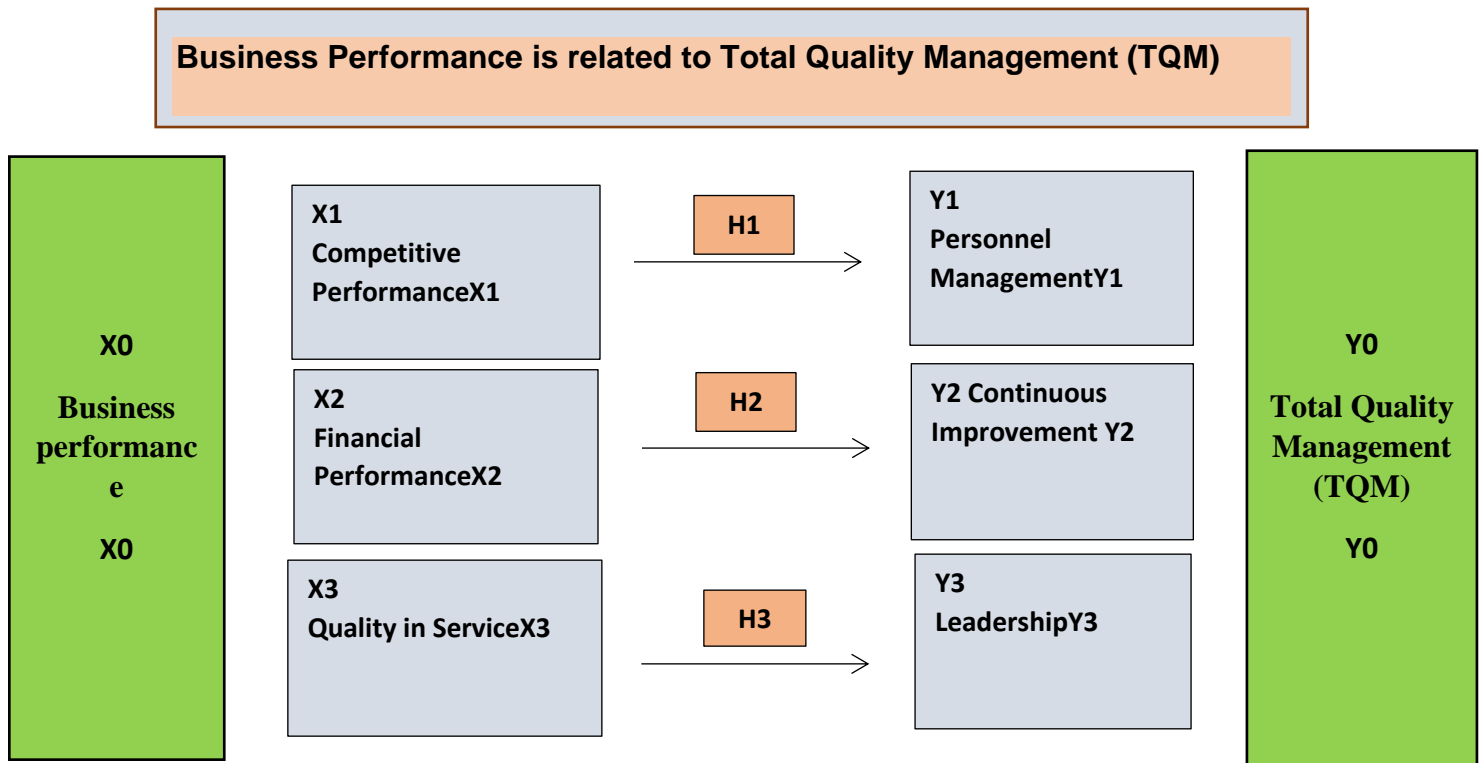 Business Performance is related to Total Quality Management (TQM)
X0
Business
performanc
e
X0
X1
Competitive
PerformanceX1
H1
Y1
Personnel
ManagementY1
X2
Financial
PerformanceX2
H2
Y2 Continuous
Improvement Y2
X3
Quality in ServiceX3
H3
Y3
LeadershipY3
Y0
Total Quality
Management
(TQM)
Y0